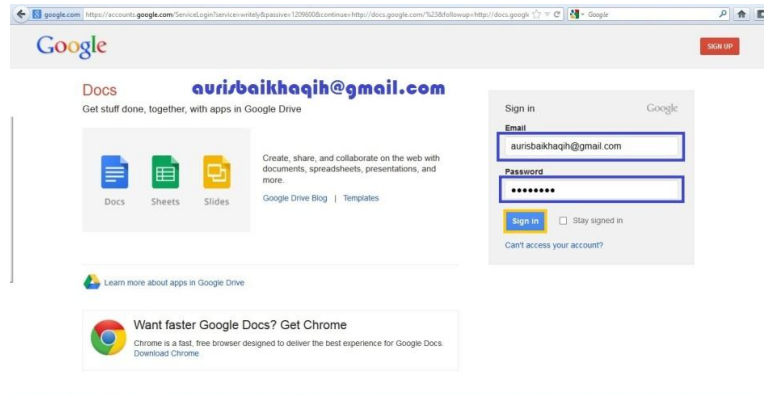 google.com https://accounts.google.com/ServiceLogin?service=writely&passive=1209600&continue=http://docs.google.com/%23&followup=http://docs.googl
Google
Google
SIGN UP
Docs
aurisbaikhaqih@gmail.com
Get stuff done, together, with apps in Google Drive
Docs
Sheets
Slides
Create, share, and collaborate on the web with
documents, spreadsheets, presentations, and
more.
Google Drive Blog | Templates
Learn more about apps in Google Drive
Want faster Google Docs? Get Chrome
Chrome is a fast, free browser designed to deliver the best experience for Google Docs.
Download Chrome
Sign in Google
Email
aurisbaikhaqih@gmail.com
Password
Sign in Stay signed in
Can't access your account?